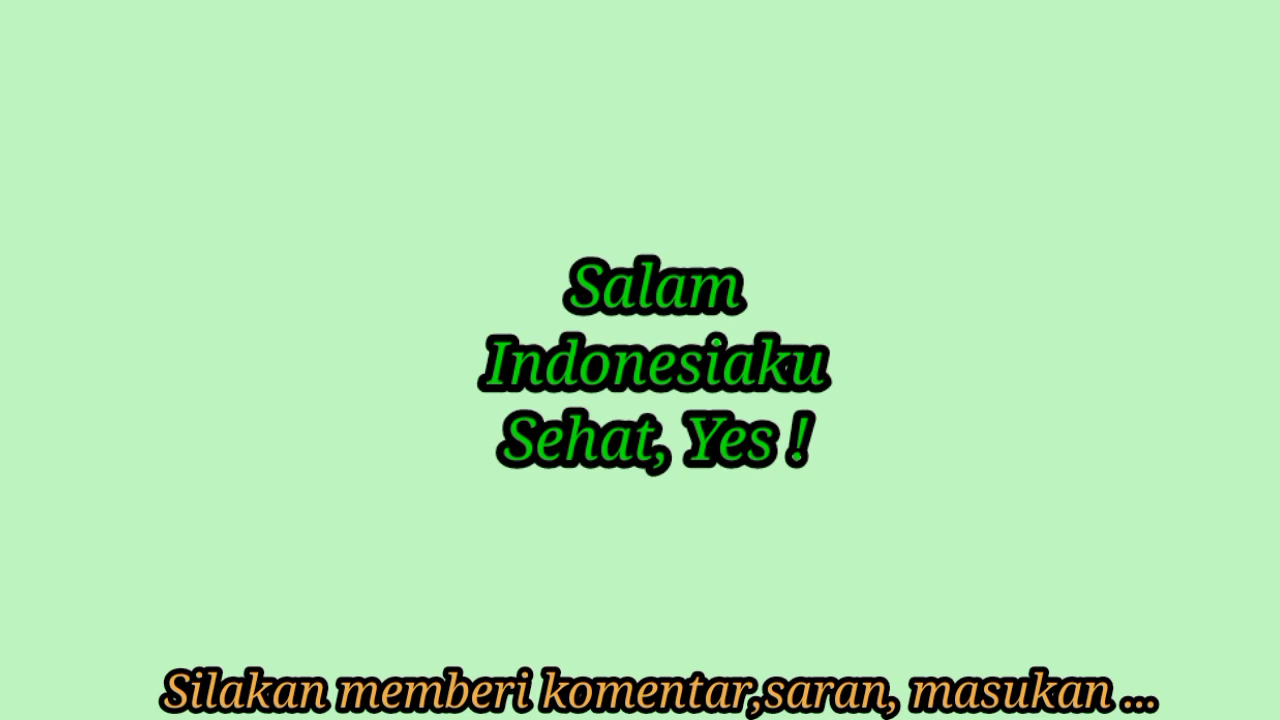 Salam
Indonesiaku
Sehat, Yes !
Silakan memberi komentar,saran, masukan ...